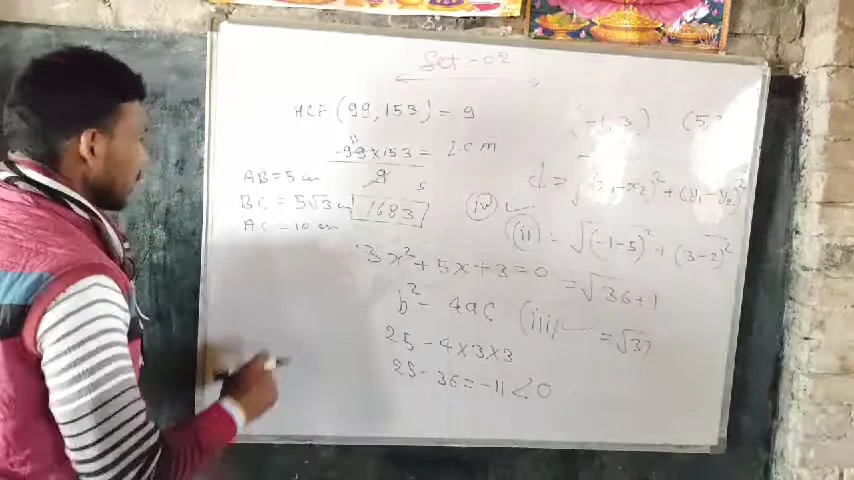 Set-02
HCF (99, 153) = 9
99×153 = LCM
9
1683
AB = 5 cm
BC = 5√3 cm
AC = 10 cm
(iv)
3x² + 5x + 3 = 0
b² - 4ac
(iii)
25 - 4×3×3
25 - 36 = -11 < 0
(-1, 3) (5,
d = √(x₁-x₂)² + (y₁-y₂)²
(ii) = √(-1-5)² + (3-2)²
= √36+1
= √37